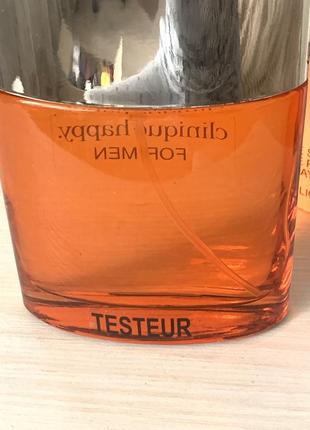 clinique happy.
FOR MEN
TESTEUR